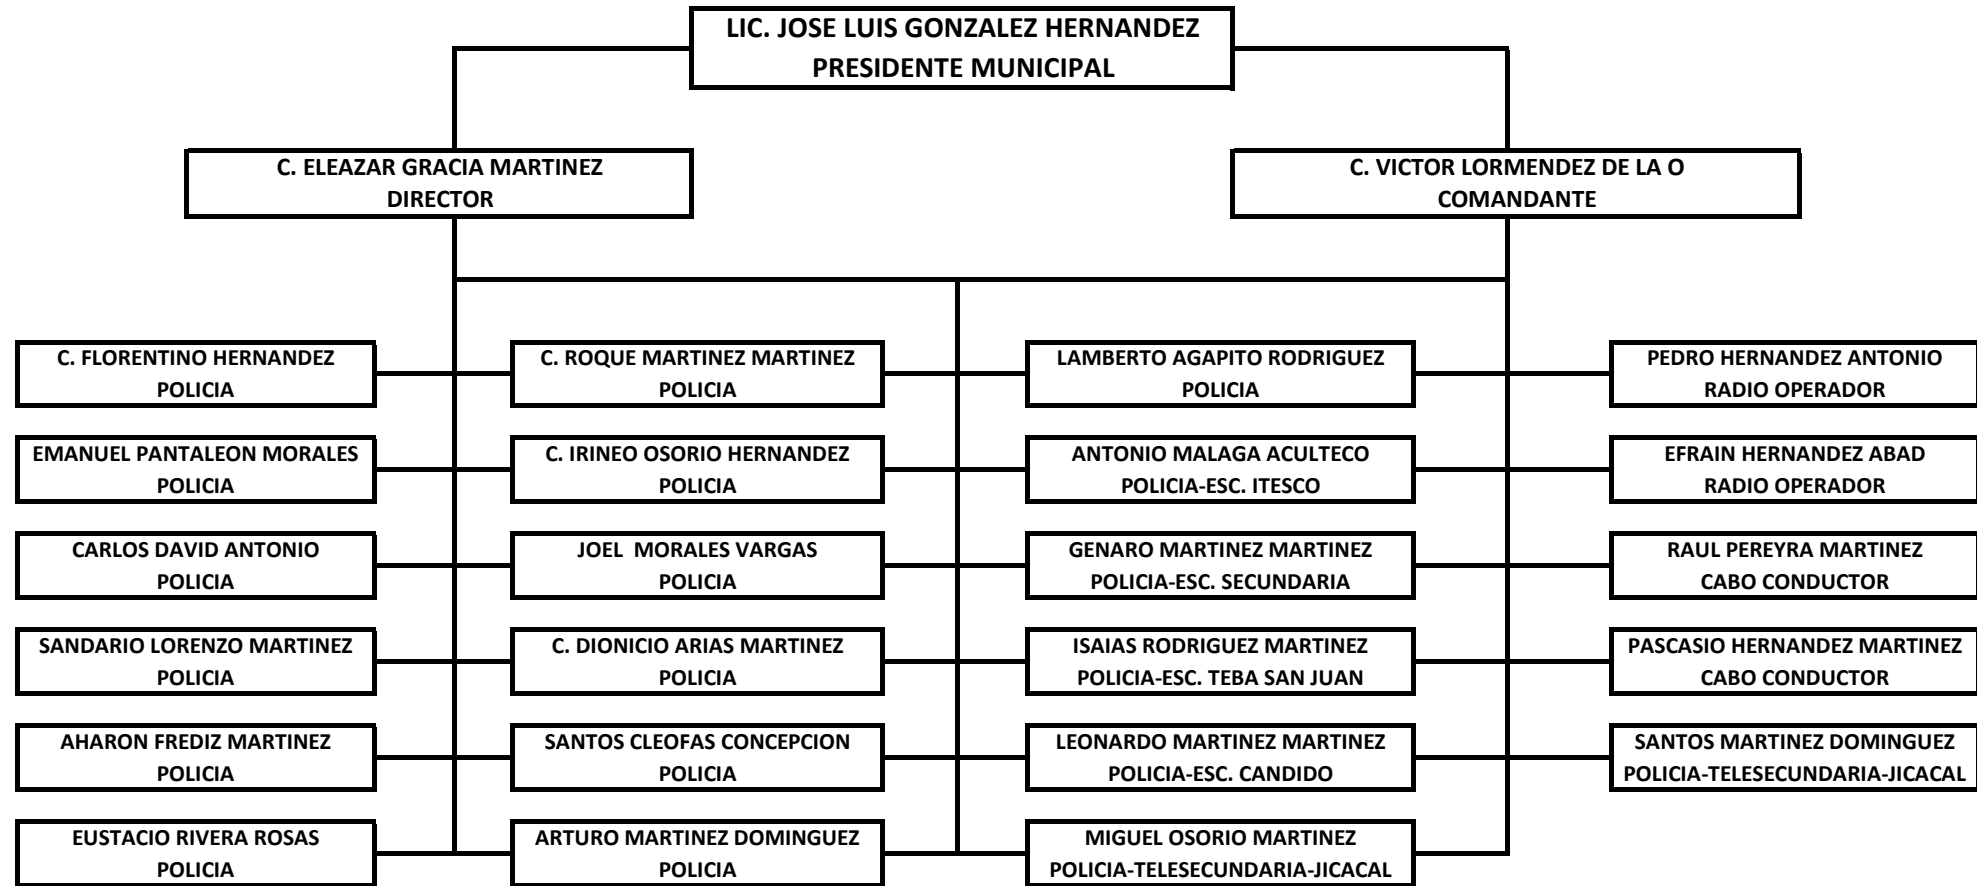 LIC. JOSE LUIS GONZALEZ HERNANDEZ
PRESIDENTE MUNICIPAL
C. ELEAZAR GRACIA MARTINEZ
DIRECTOR
C. VICTOR LORMENDEZ DE LA O
COMANDANTE
C. FLORENTINO HERNANDEZ
POLICIA
C. ROQUE MARTINEZ MARTINEZ
POLICIA
LAMBERTO AGAPITO RODRIGUEZ
POLICIA
PEDRO HERNANDEZ ANTONIO
RADIO OPERADOR
EMANUEL PANTALEON MORALES
POLICIA
C. IRINEO OSORIO HERNANDEZ
POLICIA
ANTONIO MALAGA ACULTECO
POLICIA-ESC. ITESCO
EFRAIN HERNANDEZ ABAD
RADIO OPERADOR
CARLOS DAVID ANTONIO
POLICIA
JOEL  MORALES VARGAS
POLICIA
GENARO MARTINEZ MARTINEZ
POLICIA-ESC. SECUNDARIA
RAUL PEREYRA MARTINEZ
CABO CONDUCTOR
SANDARIO LORENZO MARTINEZ
POLICIA
C. DIONICIO ARIAS MARTINEZ
POLICIA
ISAIAS RODRIGUEZ MARTINEZ
POLICIA-ESC. TEBA SAN JUAN
PASCASIO HERNANDEZ MARTINEZ
CABO CONDUCTOR
AHARON FREDIZ MARTINEZ
POLICIA
SANTOS CLEOFAS CONCEPCION
POLICIA
LEONARDO MARTINEZ MARTINEZ
POLICIA-ESC. CANDIDO
SANTOS MARTINEZ DOMINGUEZ
POLICIA-TELESECUNDARIA-JICACAL
EUSTACIO RIVERA ROSAS
POLICIA
ARTURO MARTINEZ DOMINGUEZ
POLICIA
MIGUEL OSORIO MARTINEZ
POLICIA-TELESECUNDARIA-JICACAL